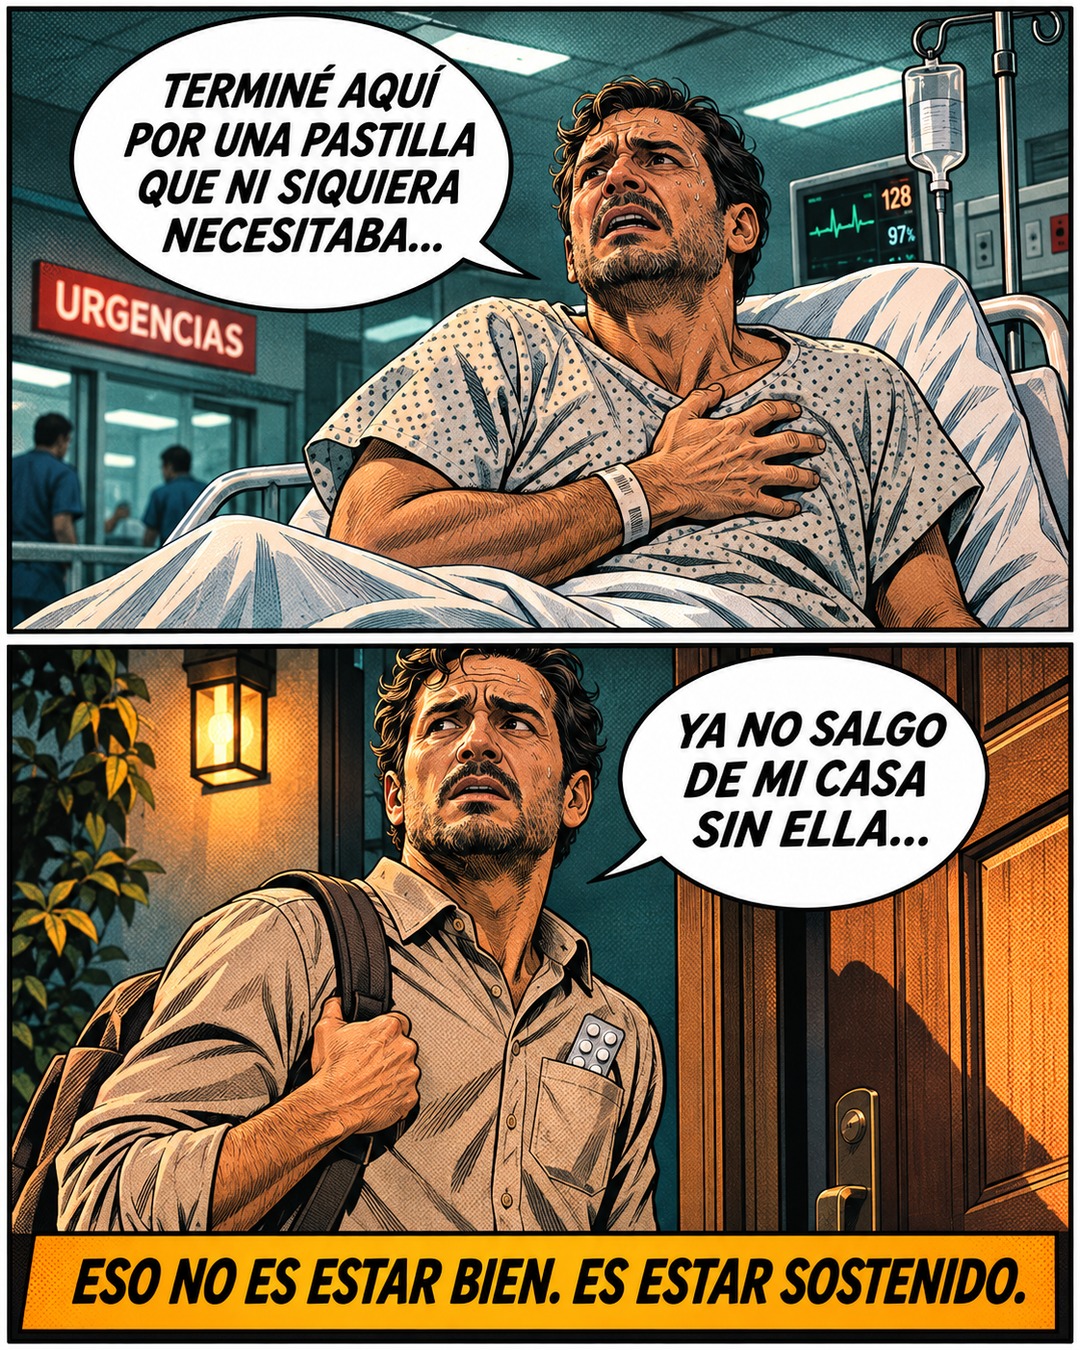 TERMINÉ AQUÍ
POR UNA PASTILLA
QUE NI SIQUIERA
NECESITABA...
URGENCIAS
128
97%
YA NO SALGO
DE MI CASA
SIN ELLA...
ESO NO ES ESTAR BIEN. ES ESTAR SOSTENIDO.